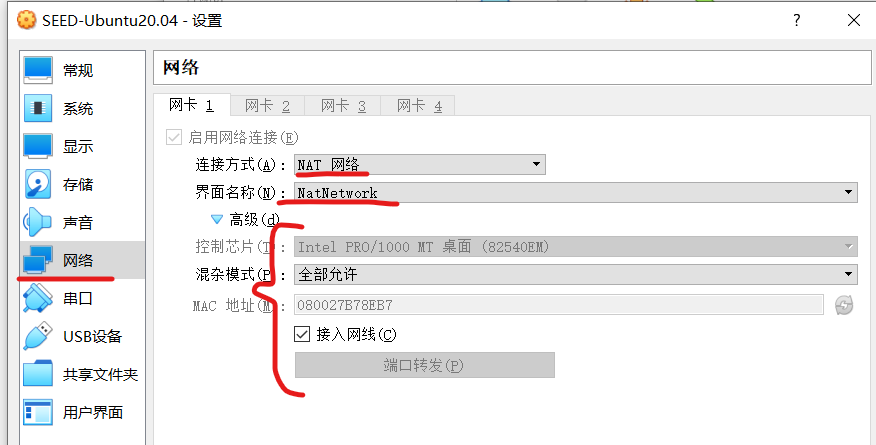 SEED-Ubuntu20.04 - 设置
?
常规
系统
显示
存储
声音
网络
串口
USB设备
共享文件夹
用户界面
网络
网卡 1
网卡 2
网卡 3
网卡 4
启用网络连接(E)
连接方式(A): NAT 网络
界面名称(N): NatNetwork
高级(d)
控制芯片(T): Intel PRO/1000 MT 桌面 (82540EM)
混杂模式(P): 全部允许
MAC 地址(M): 080027B78EB7
接入网线(C)
端口转发(P)